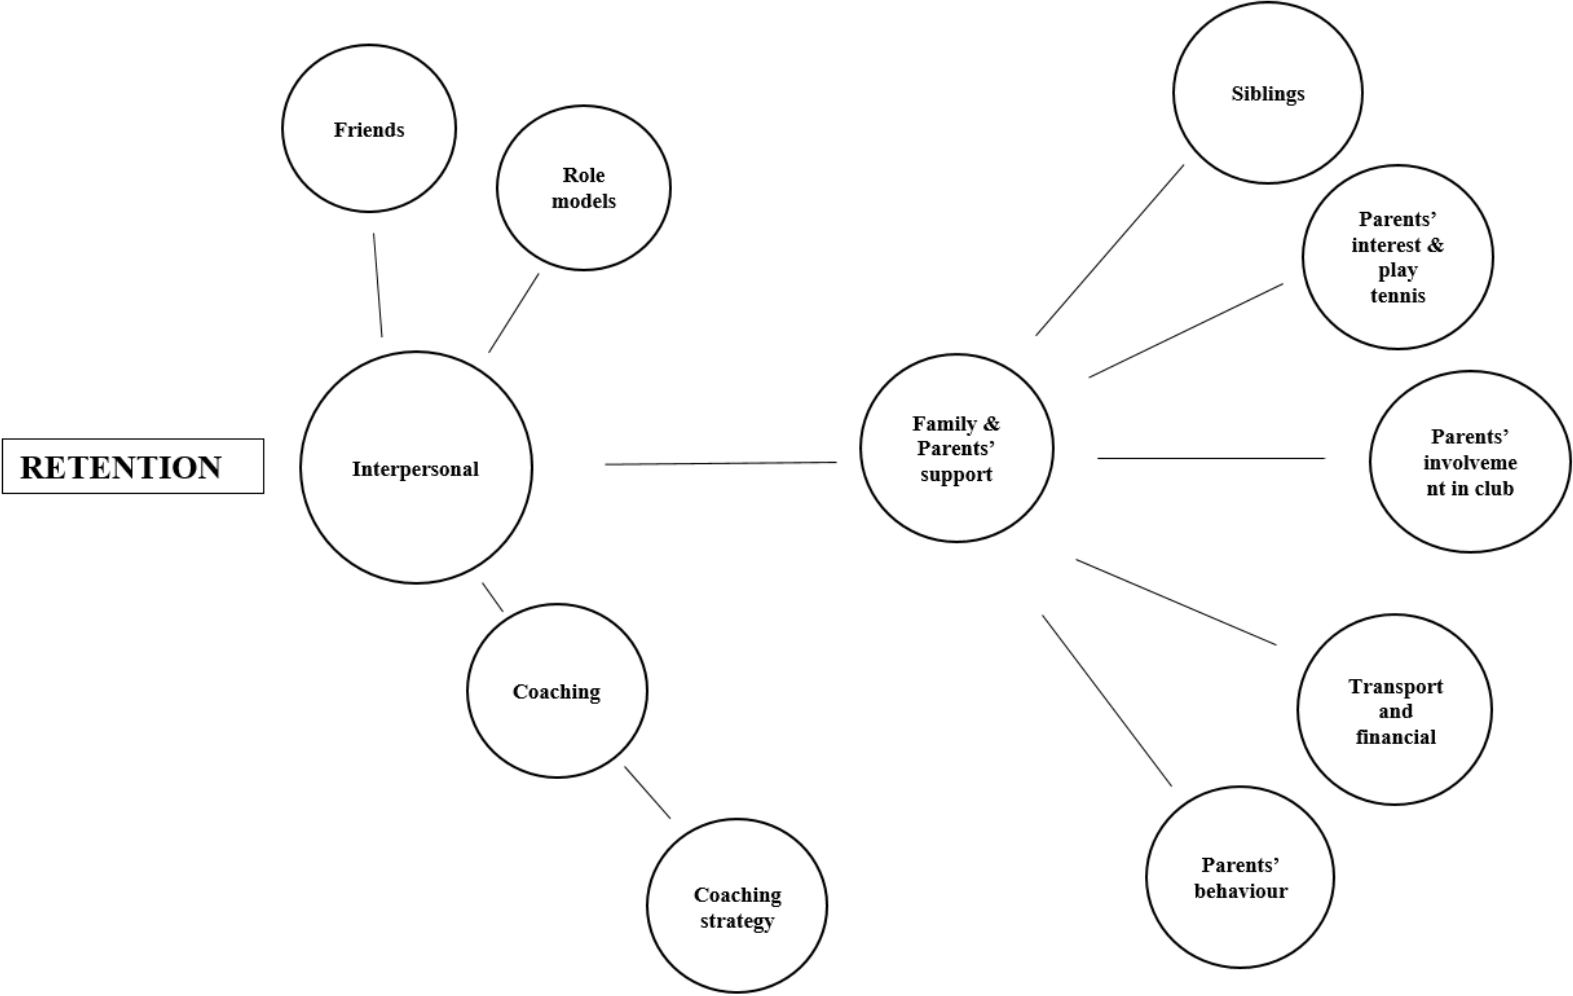 Friends
Role
models
RETENTION
Interpersonal
Coaching
Coaching
strategy
Family &
Parents’
support
Siblings
Parents’
interest &
play
tennis
Parents’
involveme
nt in club
Transport
and
financial
Parents’
behaviour